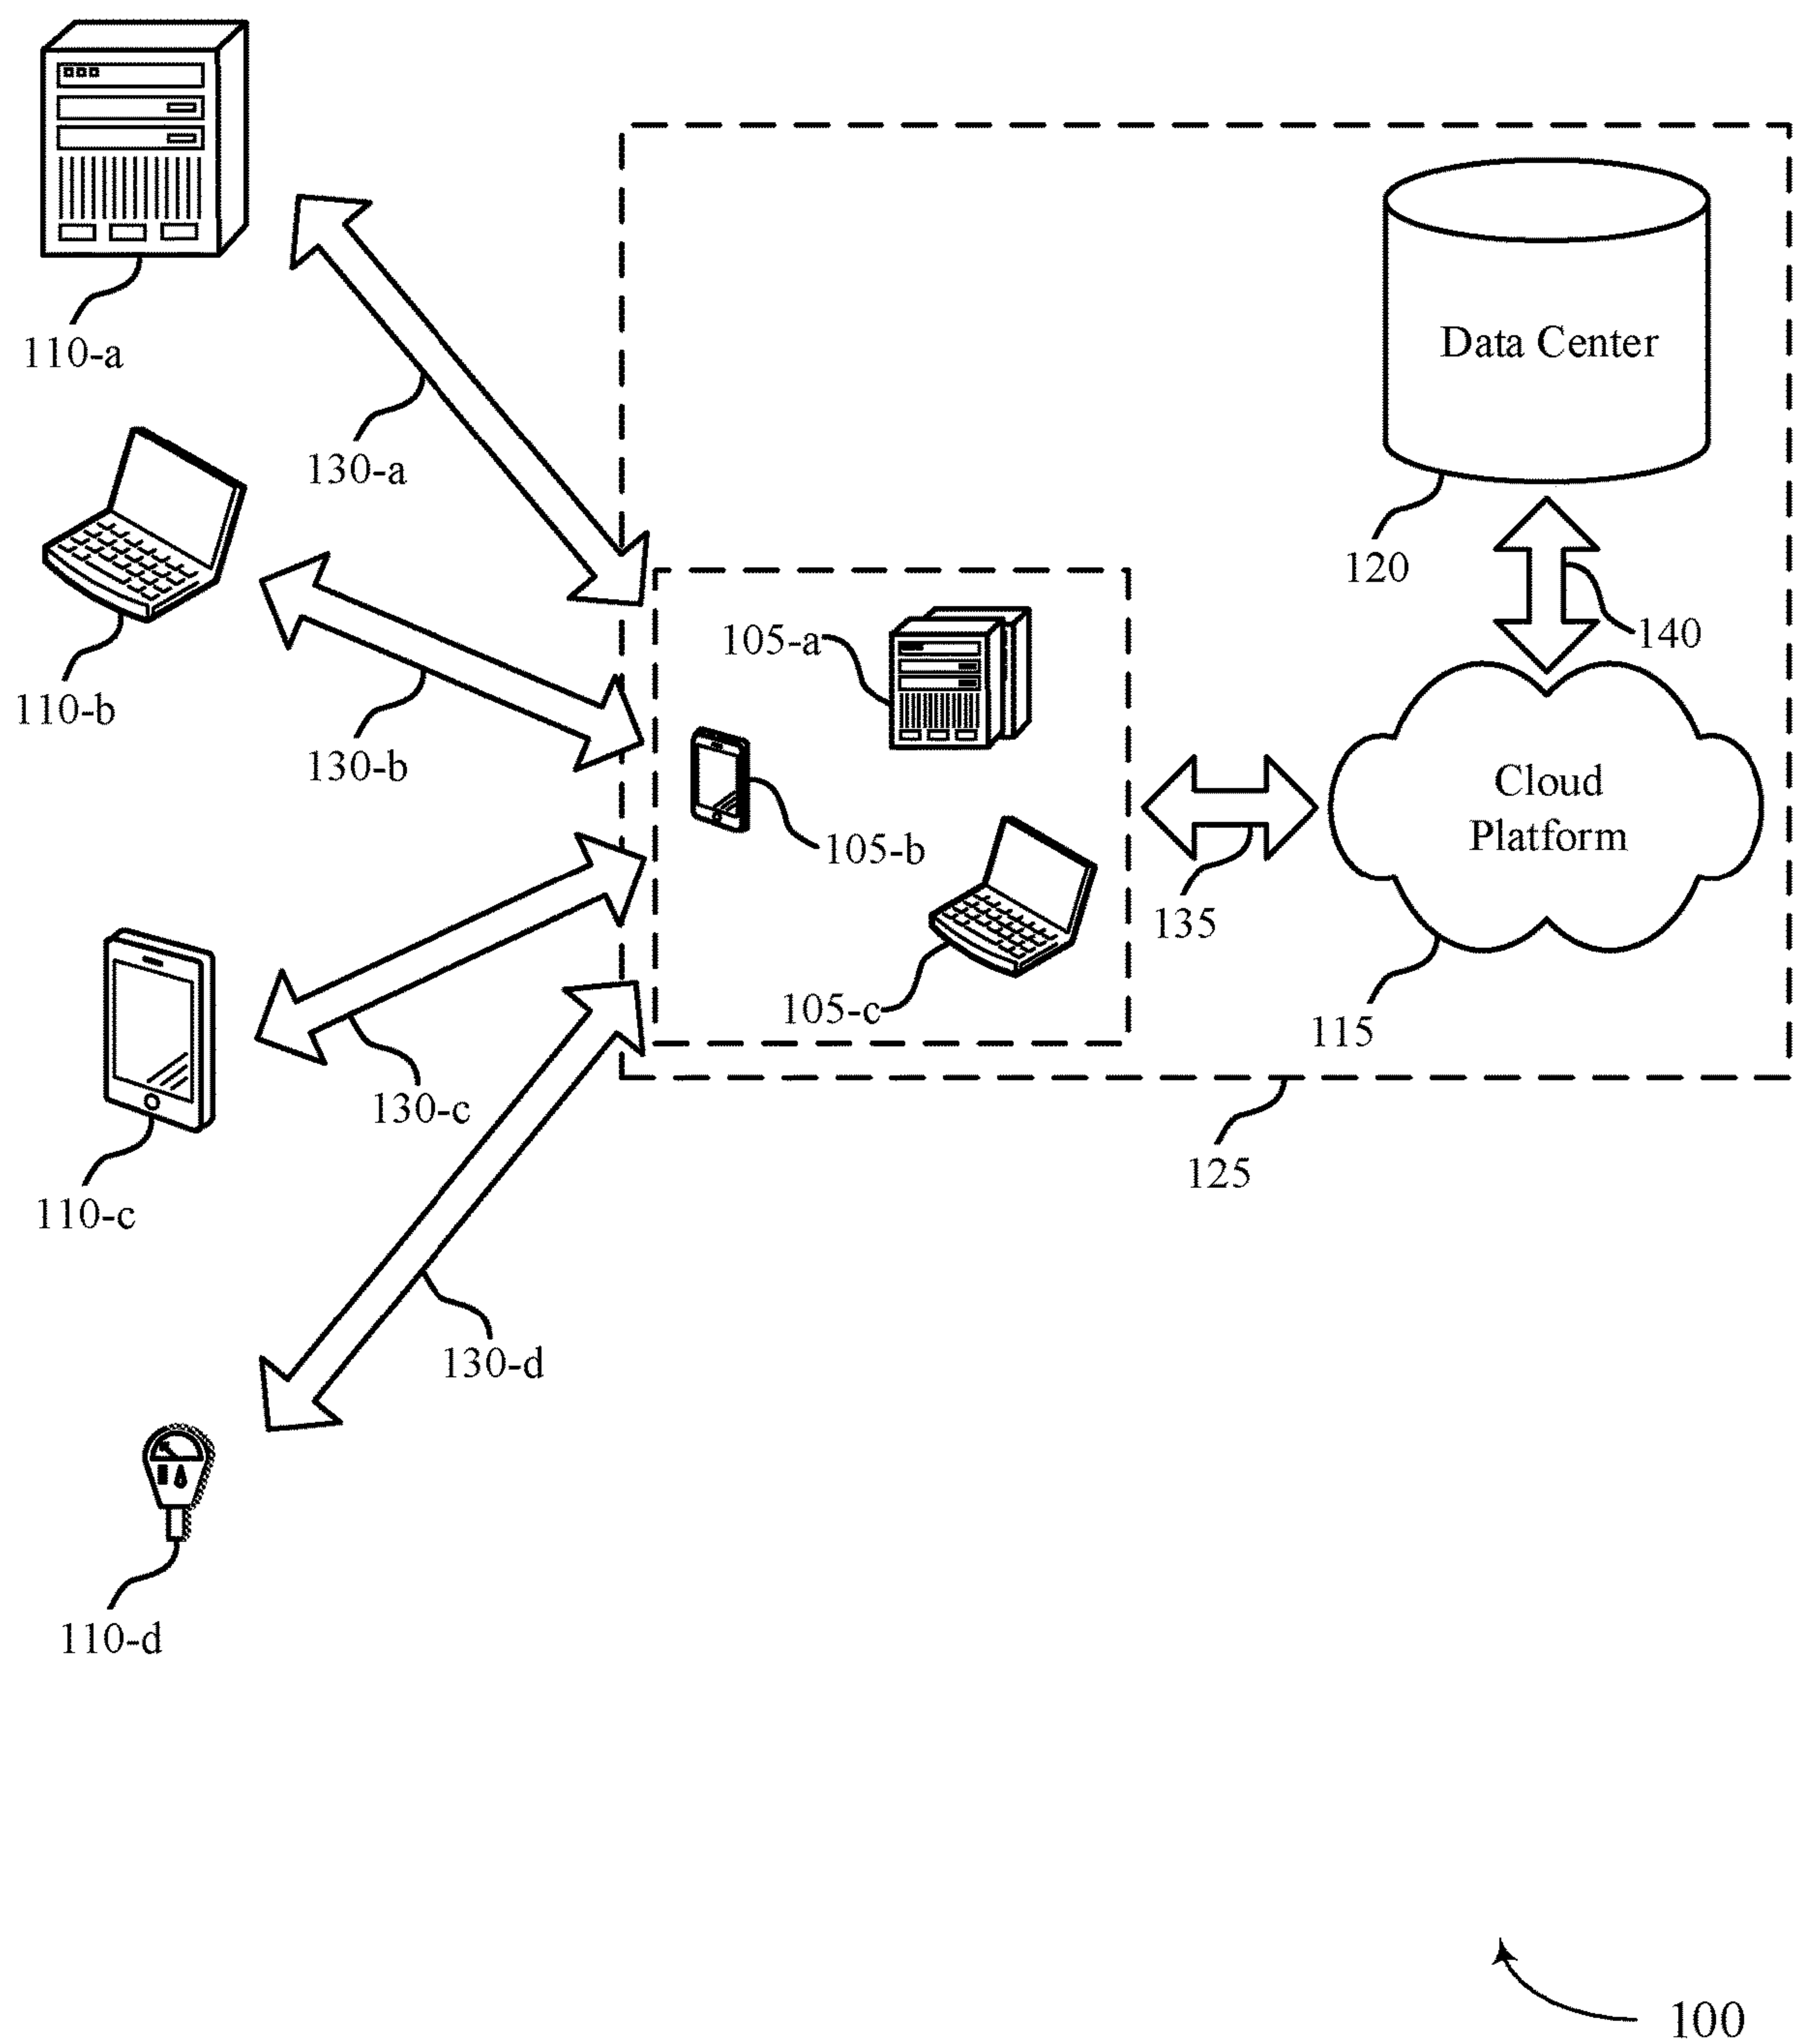 110-a
130-a
Data Center
120
140
110-b
130-b
105-a
105-b
105-c
135
Cloud
Platform
115
110-c
130-c
125
130-d
110-d
100